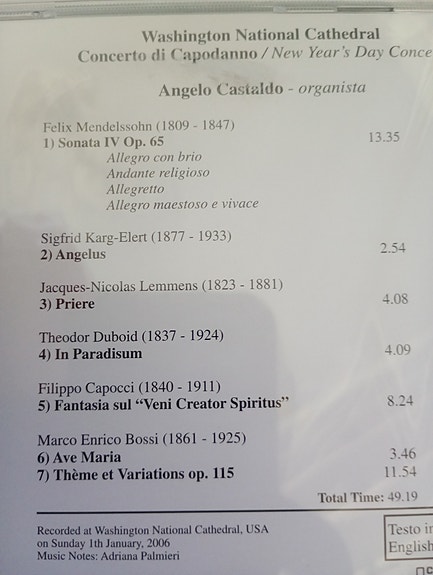 Washington National Cathedral
Concerto di Capodanno / New Year's Day Conce
Angelo Castaldo - organista
Felix Mendelssohn (1809 - 1847)
1) Sonata IV Op. 65 13.35
Allegro con brio
Andante religioso
Allegretto
Allegro maestoso e vivace
Sigfrid Karg-Elert (1877 - 1933)
2) Angelus 2.54
Jacques-Nicolas Lemmens (1823 - 1881)
3) Priere 4.08
Theodor Duboid (1837 - 1924)
4) In Paradisum 4.09
Filippo Capocci (1840 - 1911)
5) Fantasia sul “Veni Creator Spiritus” 8.24
Marco Enrico Bossi (1861 - 1925)
6) Ave Maria 3.46
7) Thème et Variations op. 115 11.54
Total Time: 49.19
Recorded at Washington National Cathedral, USA
on Sunday 1th January, 2006
Music Notes: Adriana Palmieri
Testo in
English